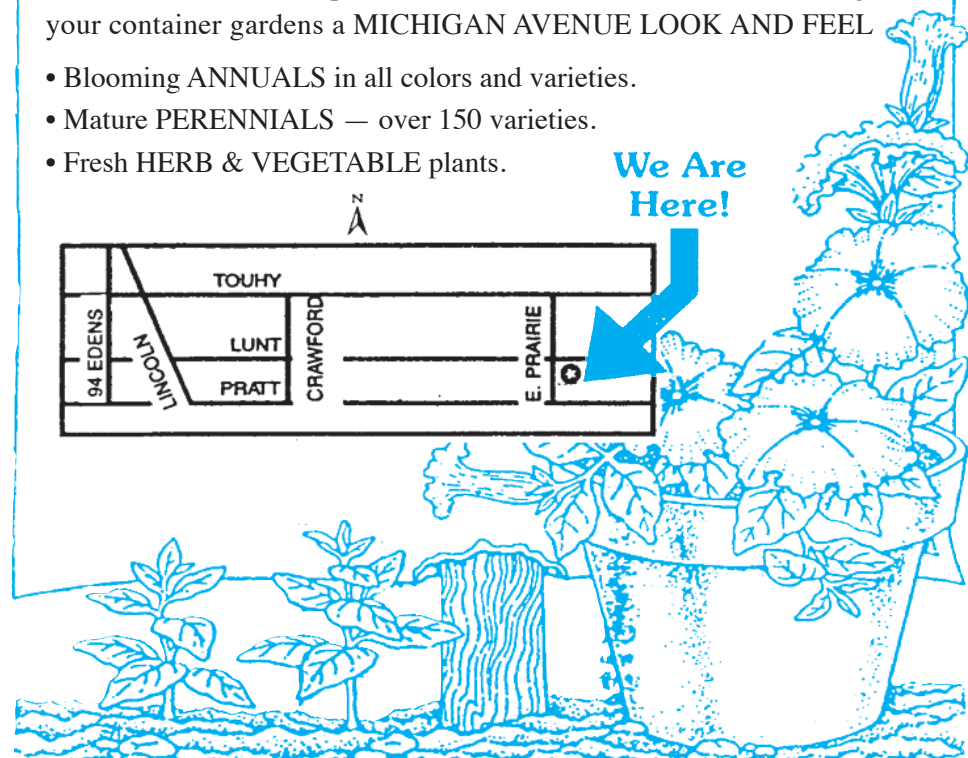 your container gardens a MICHIGAN AVENUE LOOK AND FEEL
• Blooming ANNUALS in all colors and varieties.
• Mature PERENNIALS — over 150 varieties.
• Fresh HERB & VEGETABLE plants.
We Are
Here!
N
TOUHY
94 EDENS
LINCOLN
LINCOLN
LUNT
PRATT
CRAWFORD
E. PRAIRIE